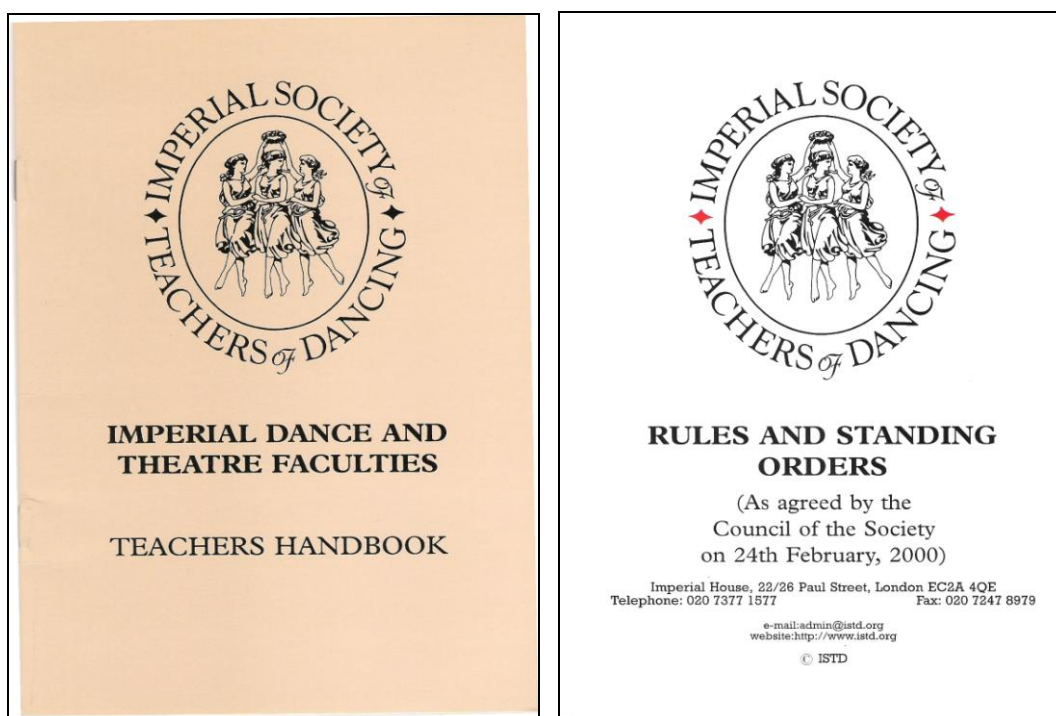 IMPERIAL SOCIETY of
TEACHERS of DANCING
IMPERIAL DANCE AND
THEATRE FACULTIES
TEACHERS HANDBOOK
IMPERIAL SOCIETY OF
TEACHERS OF DANCING
RULES AND STANDING
ORDERS
(As agreed by the
Council of the Society
on 24th February, 2000)
Imperial House, 22/26 Paul Street, London EC2A 4QE
Telephone: 020 7377 1577 Fax: 020 7247 8979
e-mail:admin@istd.org
website:http://www.istd.org
© ISTD